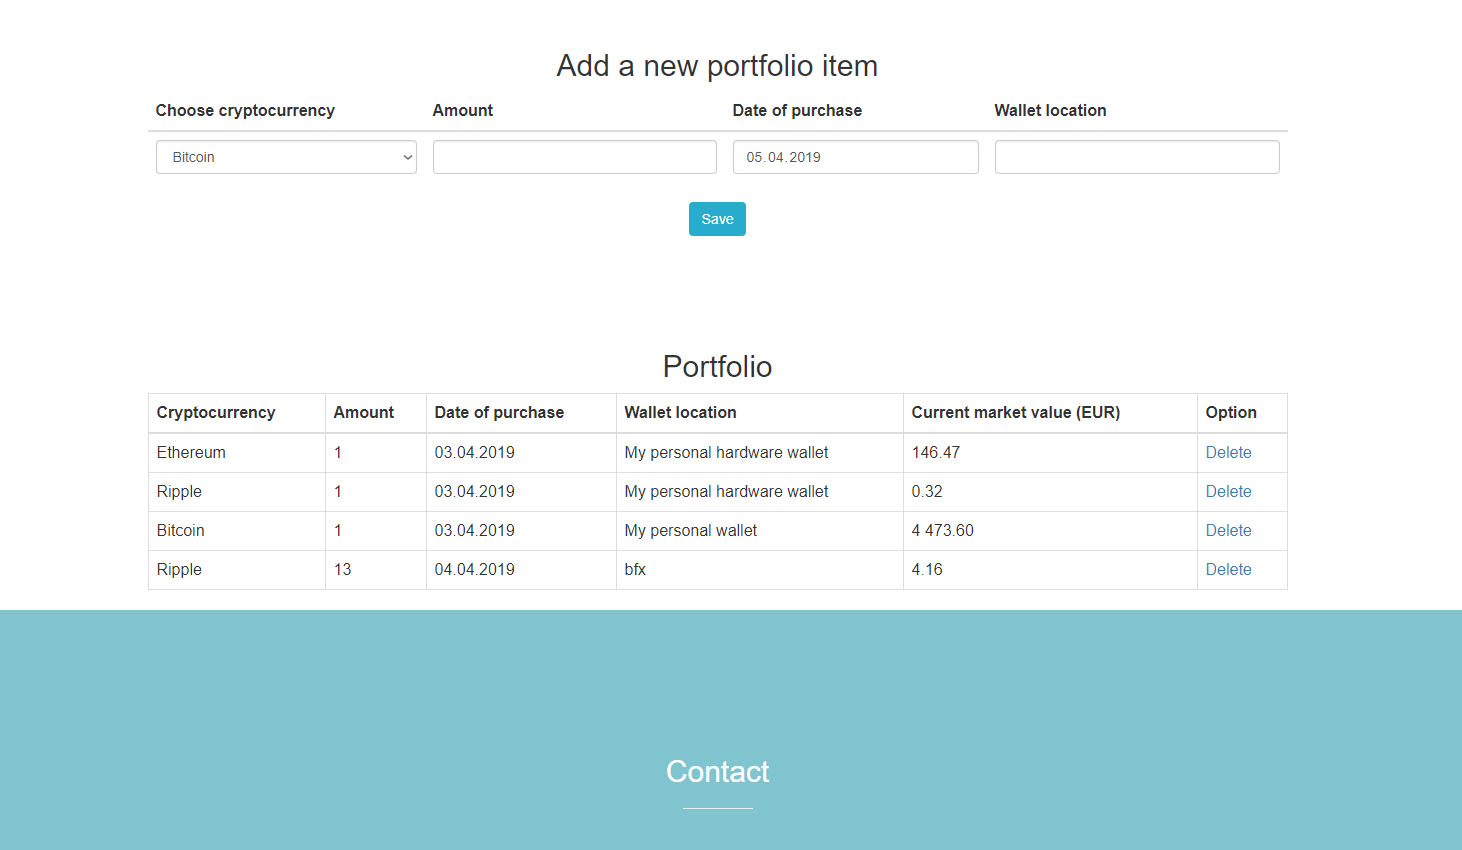 Add a new portfolio item
Choose cryptocurrency Amount Date of purchase Wallet location
Bitcoin 05.04.2019
Save
Portfolio
Cryptocurrency Amount Date of purchase Wallet location Current market value (EUR) Option
Ethereum 1 03.04.2019 My personal hardware wallet 146.47 Delete
Ripple 1 03.04.2019 My personal hardware wallet 0.32 Delete
Bitcoin 1 03.04.2019 My personal wallet 4 473.60 Delete
Ripple 13 04.04.2019 bfx 4.16 Delete
Contact